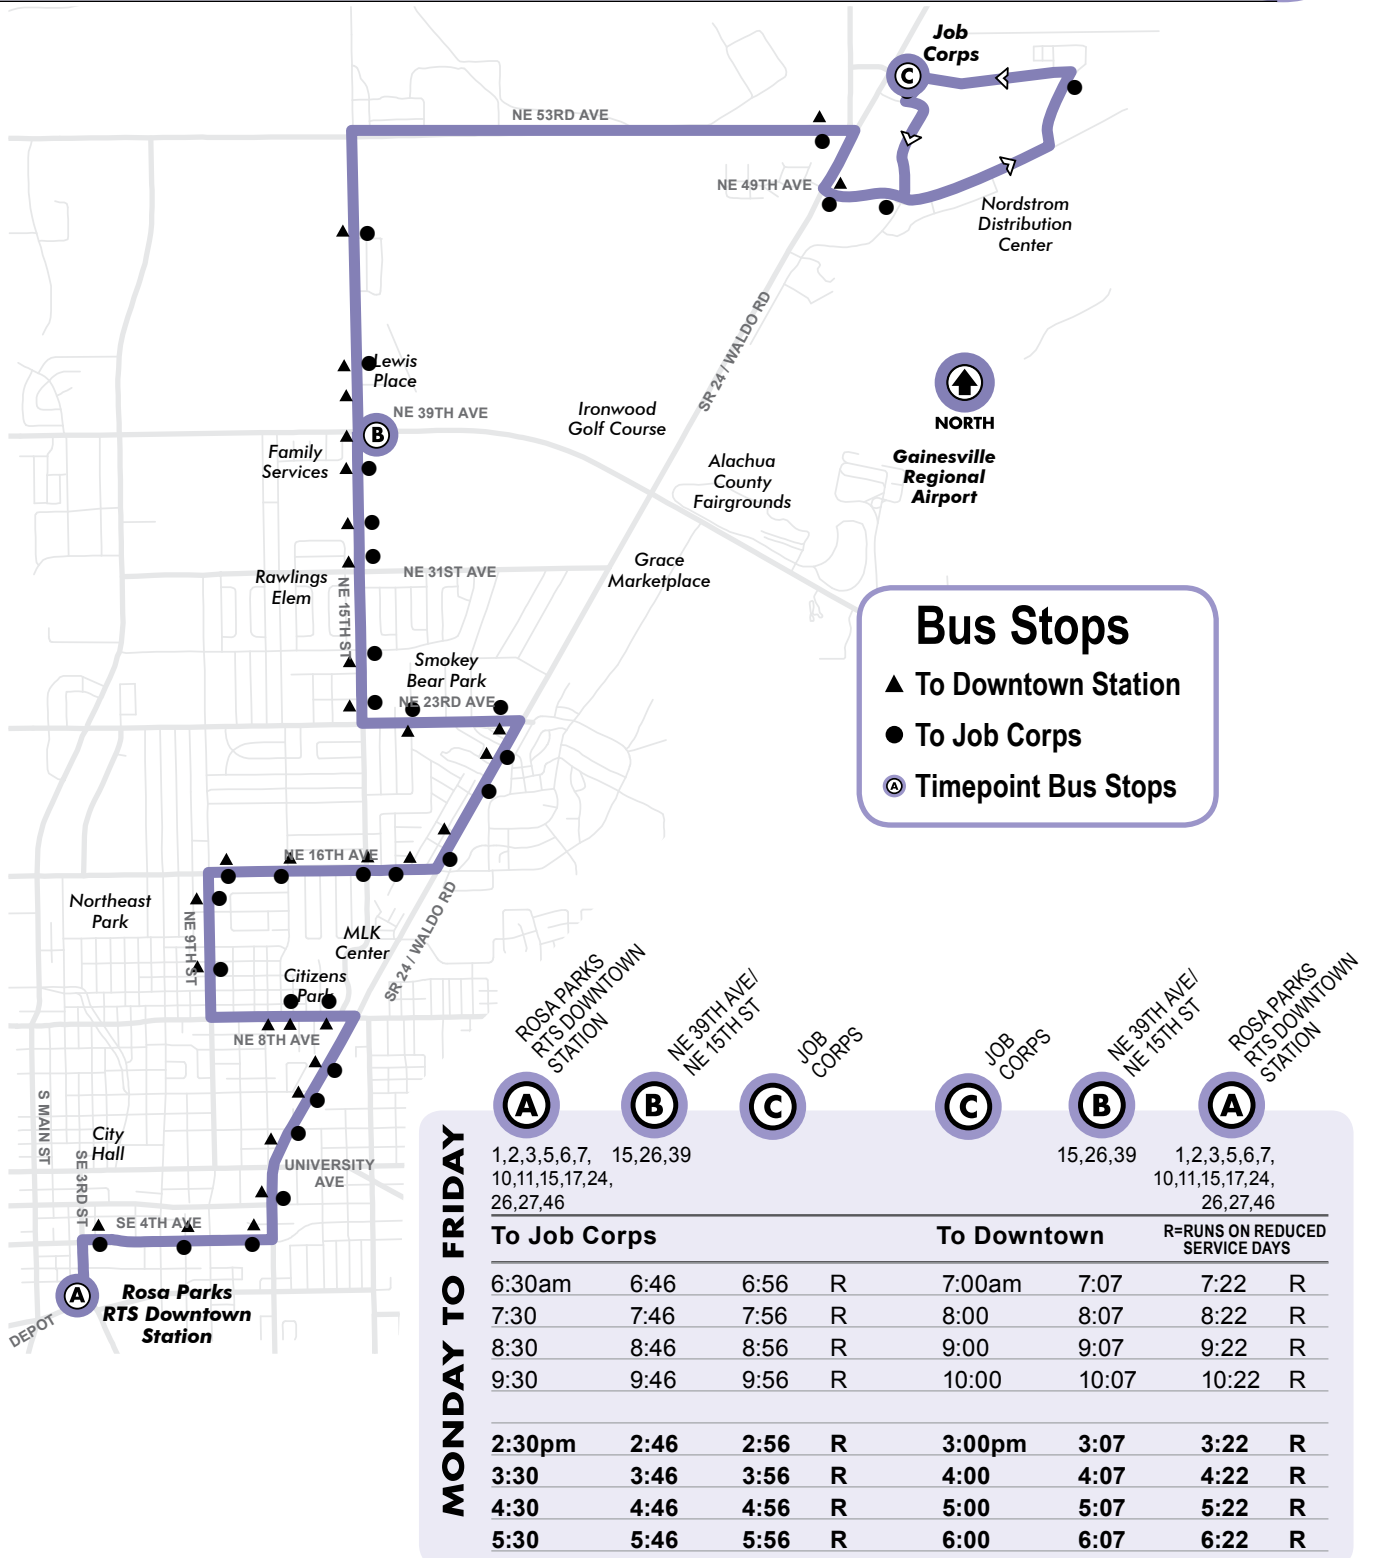 Job
Corps
C
NE 53RD AVE
NE 49TH AVE
Nordstrom
Distribution
Center
SR 24 / WALDO RD
Lewis
Place
NE 39TH AVE
B
Ironwood
Golf Course
NORTH
Family
Services
Gainesville
Regional
Airport
Alachua
County
Fairgrounds
Grace
Marketplace
NE 31ST AVE
Rawlings
Elem
NE 15TH ST
Bus Stops
To Downtown Station
To Job Corps
A Timepoint Bus Stops
Smokey
Bear Park
NE 23RD AVE
NE 16TH AVE
Northeast
Park
NE 9TH ST
MLK
Center
SR 24 / WALDO RD
Citizens
Park
NE 8TH AVE
S MAIN ST
City
Hall
SE 3RD ST
UNIVERSITY
AVE
SE 4TH AVE
A
Rosa Parks
RTS Downtown
Station
DEPOT
ROSA PARKS
RTS DOWNTOWN
STATION
NE 39TH AVE/
NE 15TH ST
JOB
CORPS
JOB
CORPS
NE 39TH AVE/
NE 15TH ST
ROSA PARKS
RTS DOWNTOWN
STATION
A B C C B A
MONDAY TO FRIDAY
1,2,3,5,6,7, 15,26,39 15,26,39 1,2,3,5,6,7,
10,11,15,17,24, 10,11,15,17,24,
26,27,46 26,27,46
To Job Corps To Downtown R=RUNS ON REDUCED
SERVICE DAYS
6:30am 6:46 6:56 R 7:00am 7:07 7:22 R
7:30 7:46 7:56 R 8:00 8:07 8:22 R
8:30 8:46 8:56 R 9:00 9:07 9:22 R
9:30 9:46 9:56 R 10:00 10:07 10:22 R
2:30pm 2:46 2:56 R 3:00pm 3:07 3:22 R
3:30 3:46 3:56 R 4:00 4:07 4:22 R
4:30 4:46 4:56 R 5:00 5:07 5:22 R
5:30 5:46 5:56 R 6:00 6:07 6:22 R